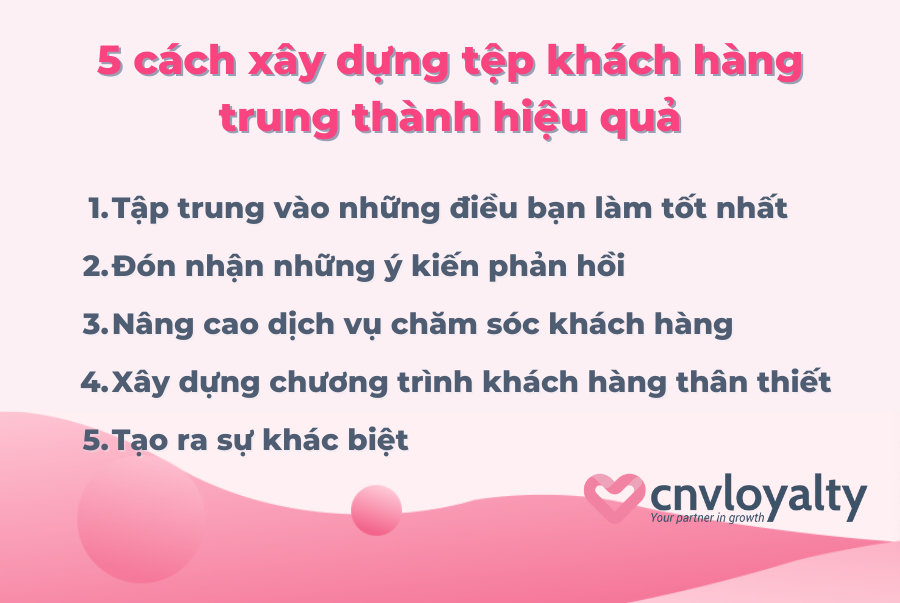 5 cách xây dựng tệp khách hàng
trung thành hiệu quả
1. Tập trung vào những điều bạn làm tốt nhất
2. Đón nhận những ý kiến phản hồi
3. Nâng cao dịch vụ chăm sóc khách hàng
4. Xây dựng chương trình khách hàng thân thiết
5. Tạo ra sự khác biệt
cnvloyalty
Your partner in growth